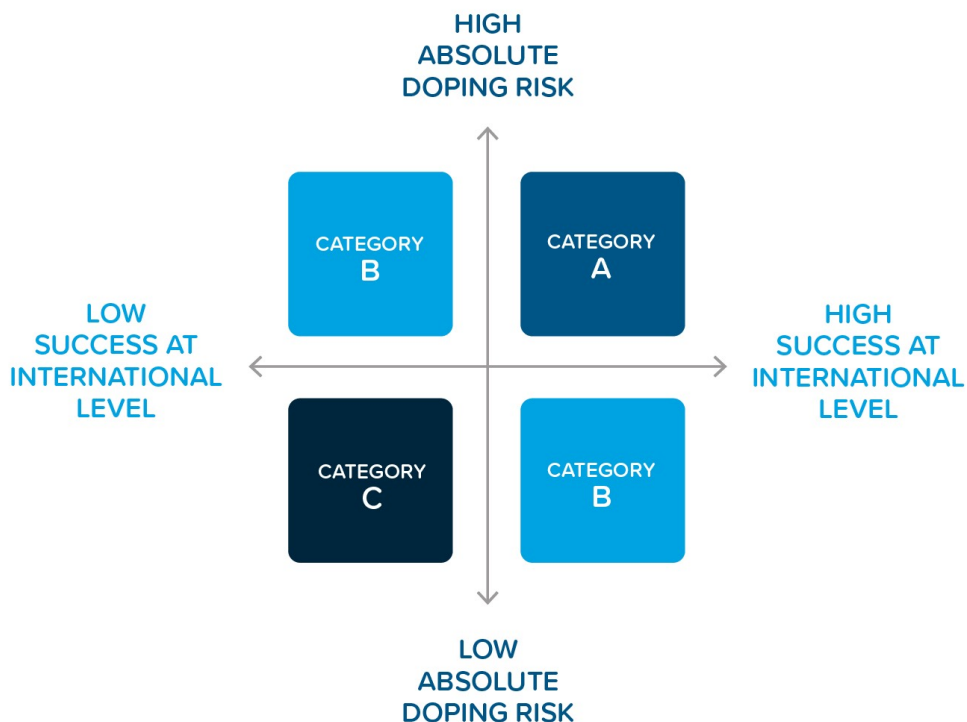 HIGH
ABSOLUTE
DOPING RISK
CATEGORY
B
CATEGORY
A
LOW
SUCCESS AT
INTERNATIONAL
LEVEL
HIGH
SUCCESS AT
INTERNATIONAL
LEVEL
CATEGORY
C
CATEGORY
B
LOW
ABSOLUTE
DOPING RISK